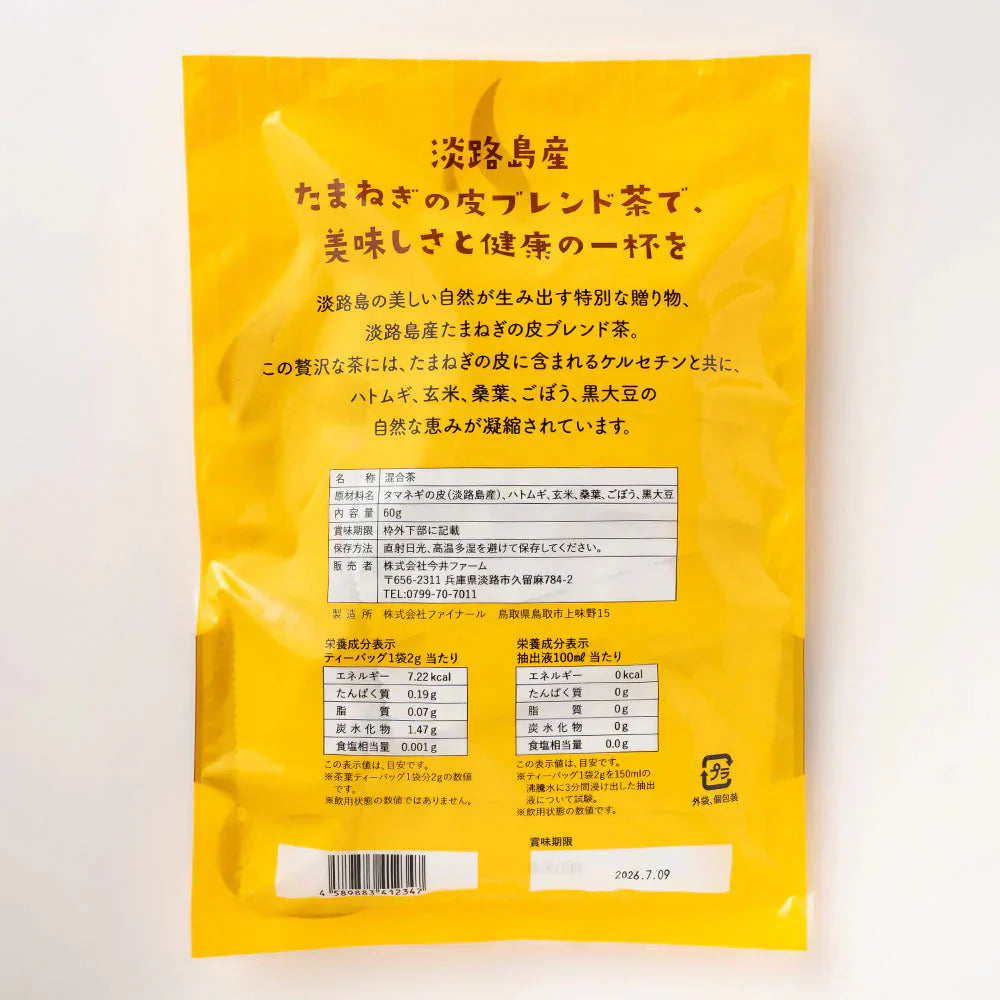 淡路島産
たまねぎの皮ブレンド茶で、
美味しさと健康の一杯を
淡路島の美しい自然が生み出す特別な贈り物、
淡路島産たまねぎの皮ブレンド茶。
この贅沢な茶には、たまねぎの皮に含まれるケルセチンと共に、
ハトムギ、玄米、桑葉、ごぼう、黒大豆の
自然な恵みが凝縮されています。
名称 混合茶
原材料名 タマネギの皮(淡路島産)、ハトムギ、玄米、桑葉、ごぼう、黒大豆
内容量 60g
賞味期限 枠外下部に記載
保存方法 直射日光、高温多湿を避けて保存してください。
販売者 株式会社今井ファーム
〒656-2311 兵庫県淡路市久留麻784-2
TEL:0799-70-7011
製造所 株式会社ファイナール 鳥取県鳥取市上味野15
栄養成分表示
ティーバッグ1袋2g 当たり
エネルギー 7.22kcal
たんぱく質 0.19g
脂質 0.07g
炭水化物 1.47g
食塩相当量 0.001g
この表示値は、目安です。
※茶葉ティーバッグ1袋分2gの数値
です。
※飲用状態の数値ではありません。
栄養成分表示
抽出液100㎖ 当たり
エネルギー 0kcal
たんぱく質 0g
脂質 0g
炭水化物 0g
食塩相当量 0.0g
この表示値は、目安です。
※ティーバッグ1袋2gを150mlの
沸騰水に3分間浸け出した抽出
液について試験。
※飲用状態の数値です。
プラ
外袋、個包装
賞味期限
2026.7.09
4 589883 412347